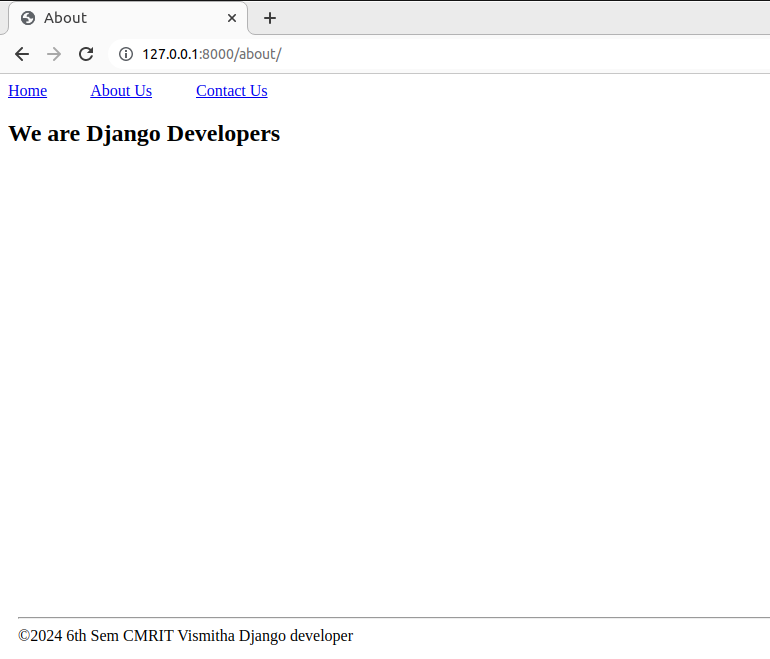 About
127.0.0.1:8000/about/
Home About Us Contact Us
We are Django Developers
©2024 6th Sem CMRIT Vismitha Django developer